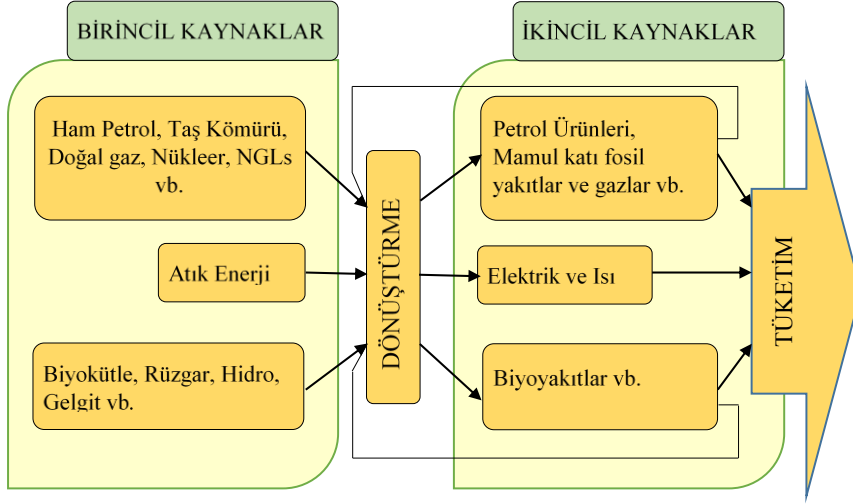 BİRİNCİL KAYNAKLAR
Ham Petrol, Taş Kömürü,
Doğal gaz, Nükleer, NGLs
vb.
Atık Enerji
Biyokütle, Rüzgar, Hidro,
Gelgit vb.
DÖNÜŞTÜRME
İKİNCİL KAYNAKLAR
Petrol Ürünleri,
Mamul katı fosil
yakıtlar ve gazlar vb.
Elektrik ve Isı
Biyoyakıtlar vb.
TÜKETİM